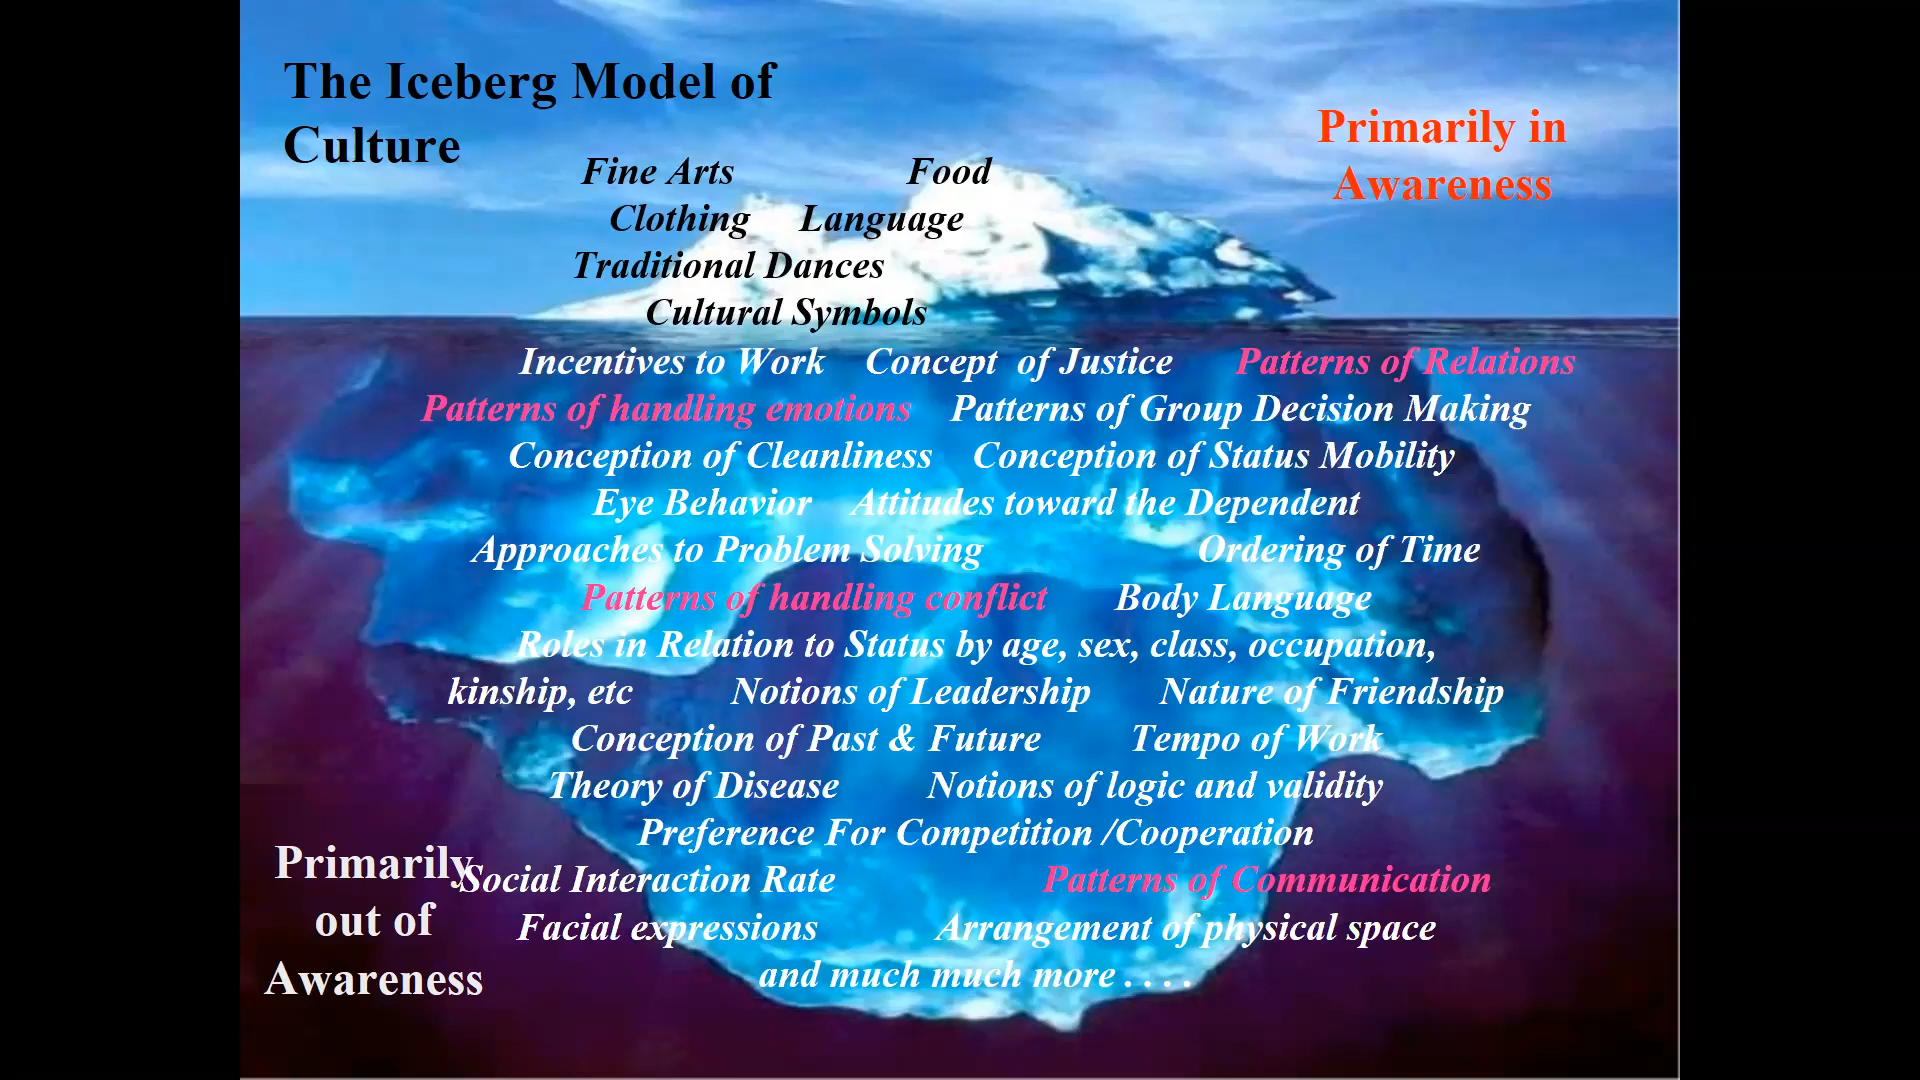 The Iceberg Model of
Culture
Primarily in
Awareness
Fine Arts Food
Clothing Language
Traditional Dances
Cultural Symbols
Incentives to Work Concept of Justice Patterns of Relations
Patterns of handling emotions Patterns of Group Decision Making
Conception of Cleanliness Conception of Status Mobility
Eye Behavior Attitudes toward the Dependent
Approaches to Problem Solving Ordering of Time
Patterns of handling conflict Body Language
Roles in Relation to Status by age, sex, class, occupation,
kinship, etc Notions of Leadership Nature of Friendship
Conception of Past & Future Tempo of Work
Theory of Disease Notions of logic and validity
Preference For Competition /Cooperation
Social Interaction Rate Patterns of Communication
Facial expressions Arrangement of physical space
and much much more . . . .
Primarily
out of
Awareness